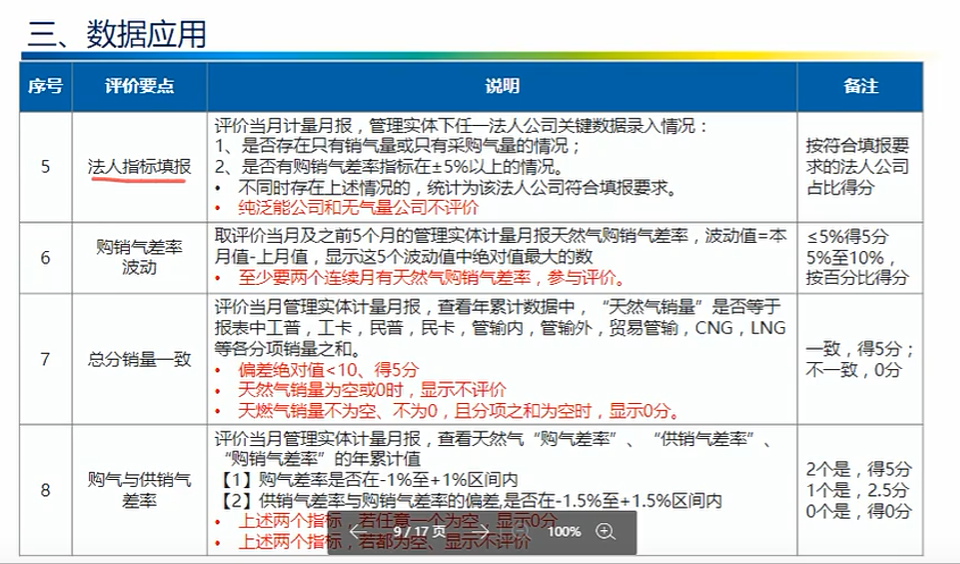 三、数据应用
序号
评价要点
说明
备注
5
法人指标填报
评价当月计量月报，管理实体下任一法人公司关键数据录入情况：
1、是否存在只有销气量或只有采购气量的情况；
2、是否有购销气差率指标在±5%以上的情况。
• 不同时存在上述情况的，统计为该法人公司符合填报要求。
• 纯泛能公司和无气量公司不评价
按符合填报要
求的法人公司
占比得分
6
购销气差率
波动
取评价当月及之前5个月的管理实体计量月报天然气购销气差率，波动值=本
月值-上月值，显示这5个波动值中绝对值最大的数
• 至少要两个连续月有天然气购销气差率，参与评价。
≤5%得5分
5%至10%，
按百分比得分
7
总分销量一致
评价当月管理实体计量月报，查看年累计数据中，“天然气销量”是否等于
报表中工普，工卡，民普，民卡，管输内，管输外，贸易管输，CNG，LNG
等各分项销量之和。
• 偏差绝对值<10、得5分
• 天然气销量为空或0时，显示不评价
• 天燃气销量不为空、不为0，且分项之和为空时，显示0分。
一致，得5分；
不一致，0分
8
购气与供销气
差率
评价当月管理实体计量月报，查看天然气“购气差率”、“供销气差率”、
“购销气差率”的年累计值
【1】购气差率是否在-1%至+1%区间内
【2】供销气差率与购销气差率的偏差,是否在-1.5%至+1.5%区间内
• 上述两个指标，若任意一个为空，显示0分
• 上述两个指标，若都为空、显示不评价
2个是，得5分
1个是，2.5分
0个是，得0分
9/17 页
100%